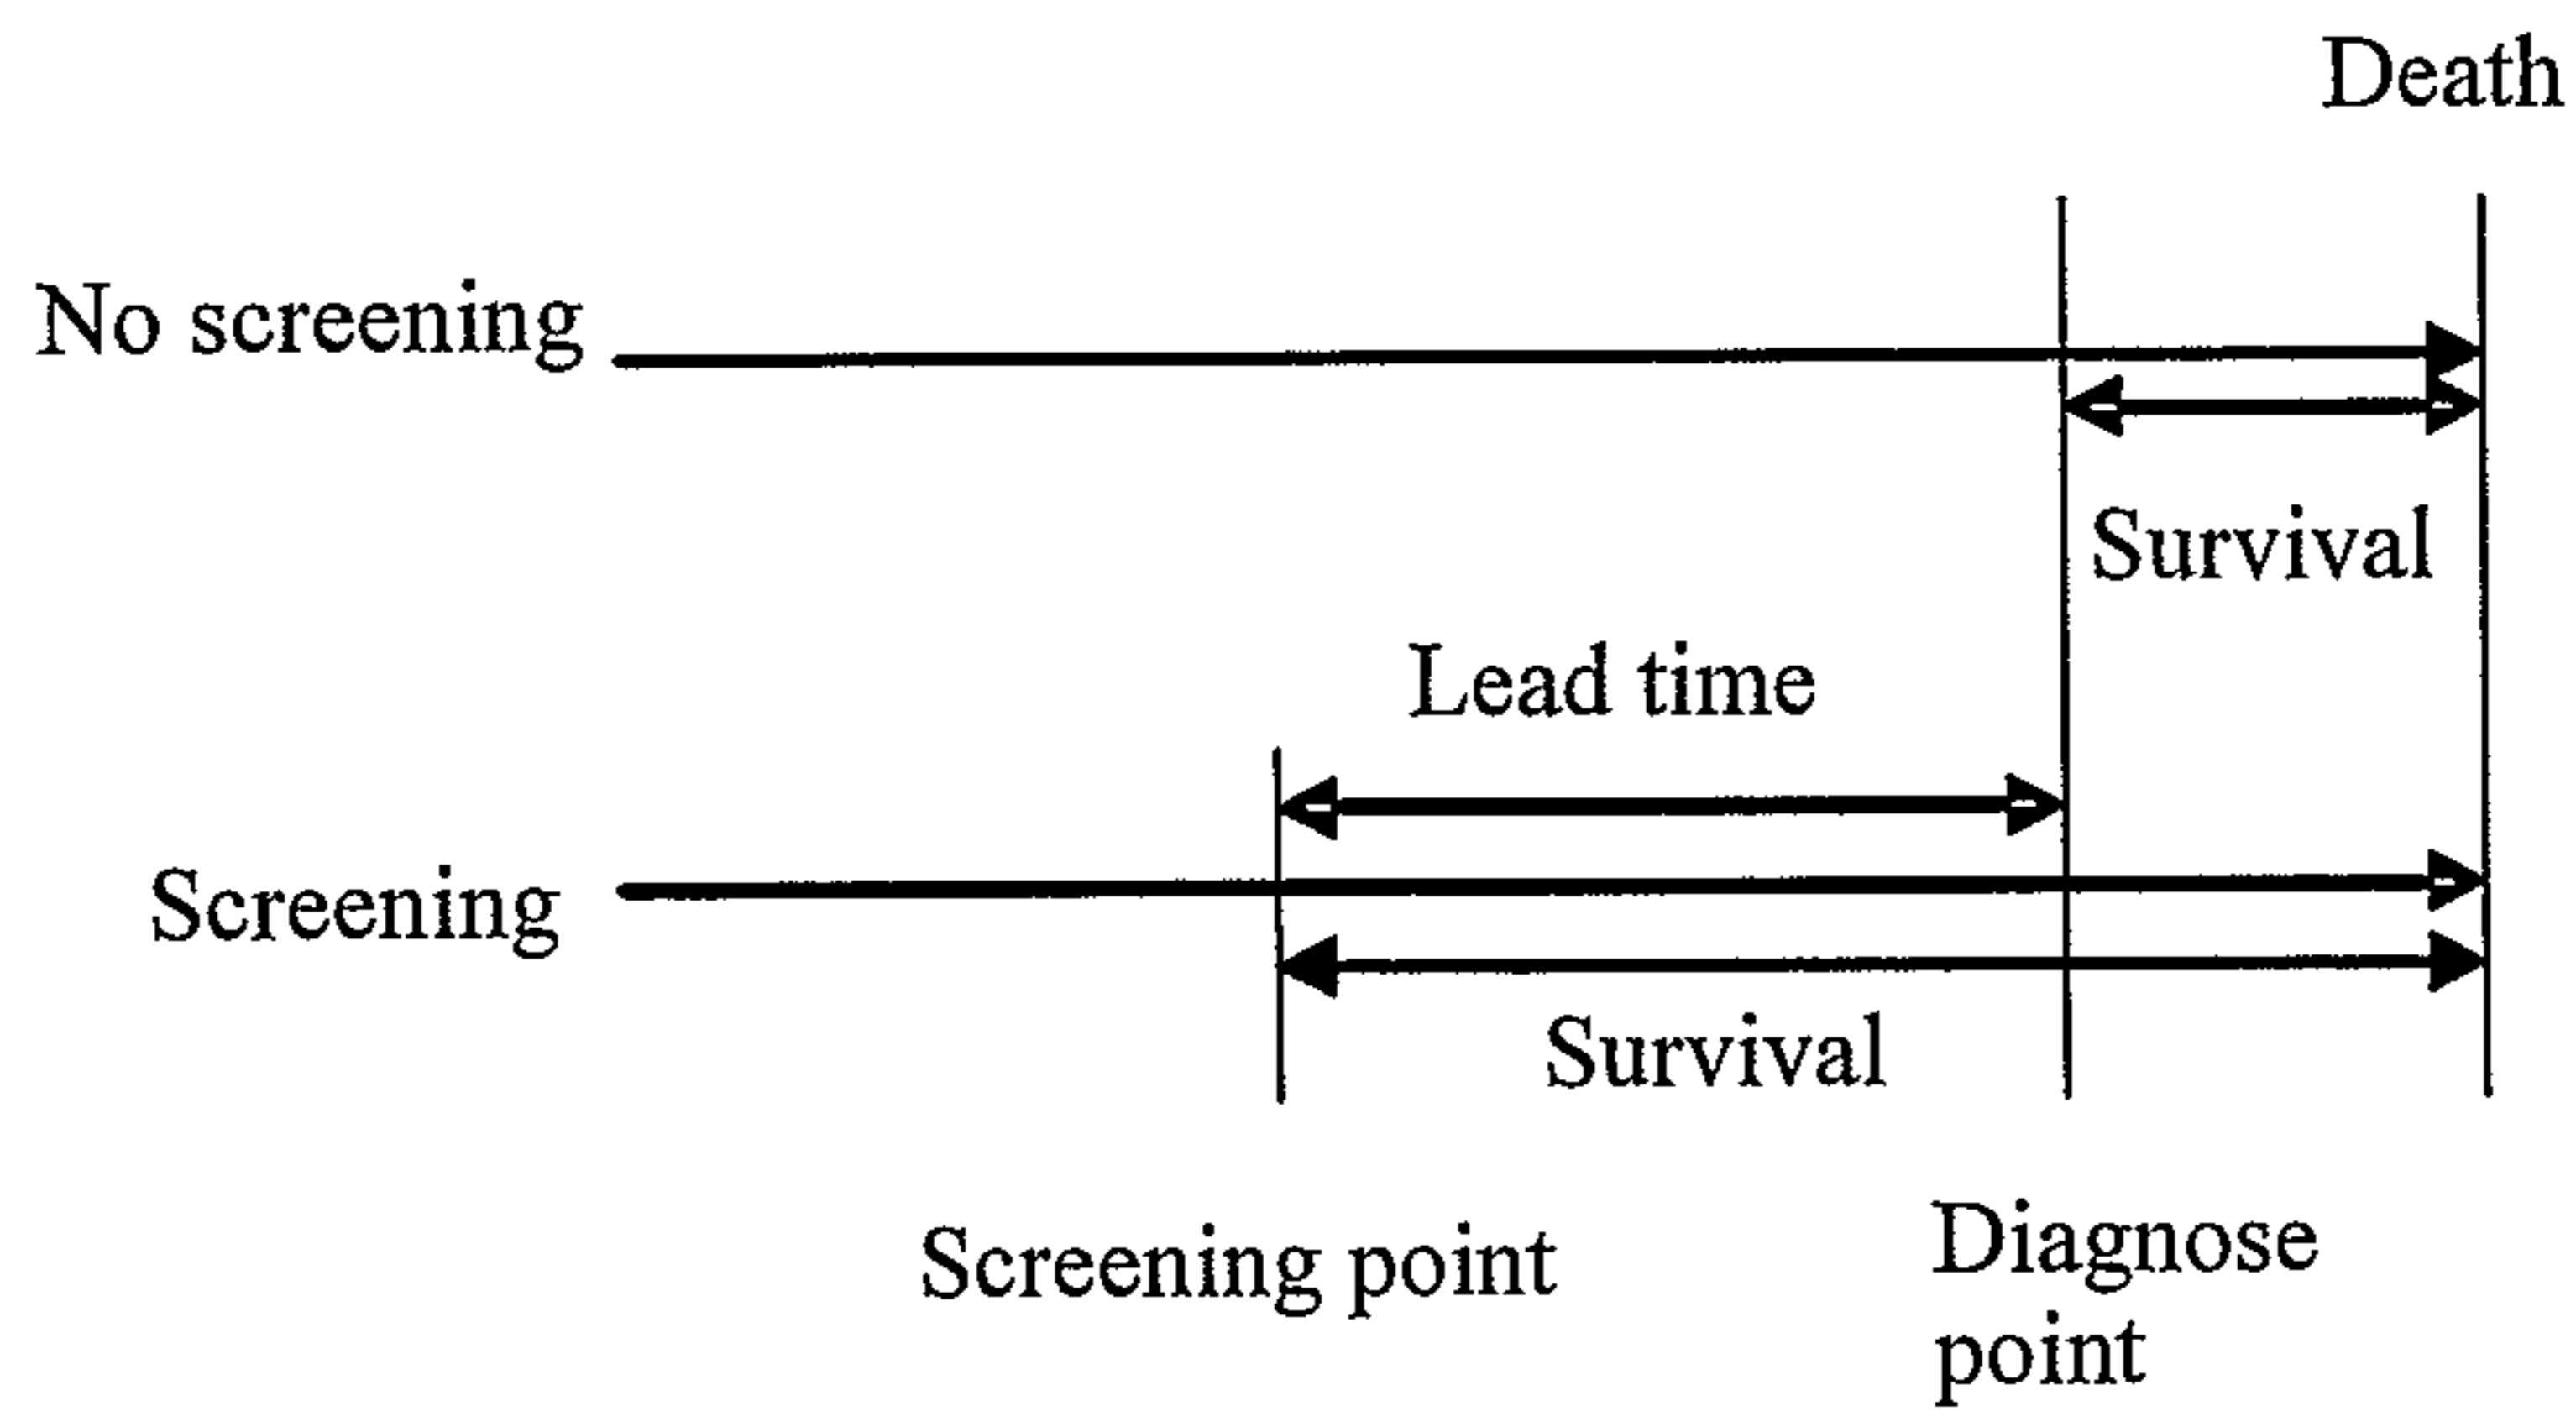 Death
No screening
Survival
Lead time
Screening
Survival
Screening point
Diagnose
point